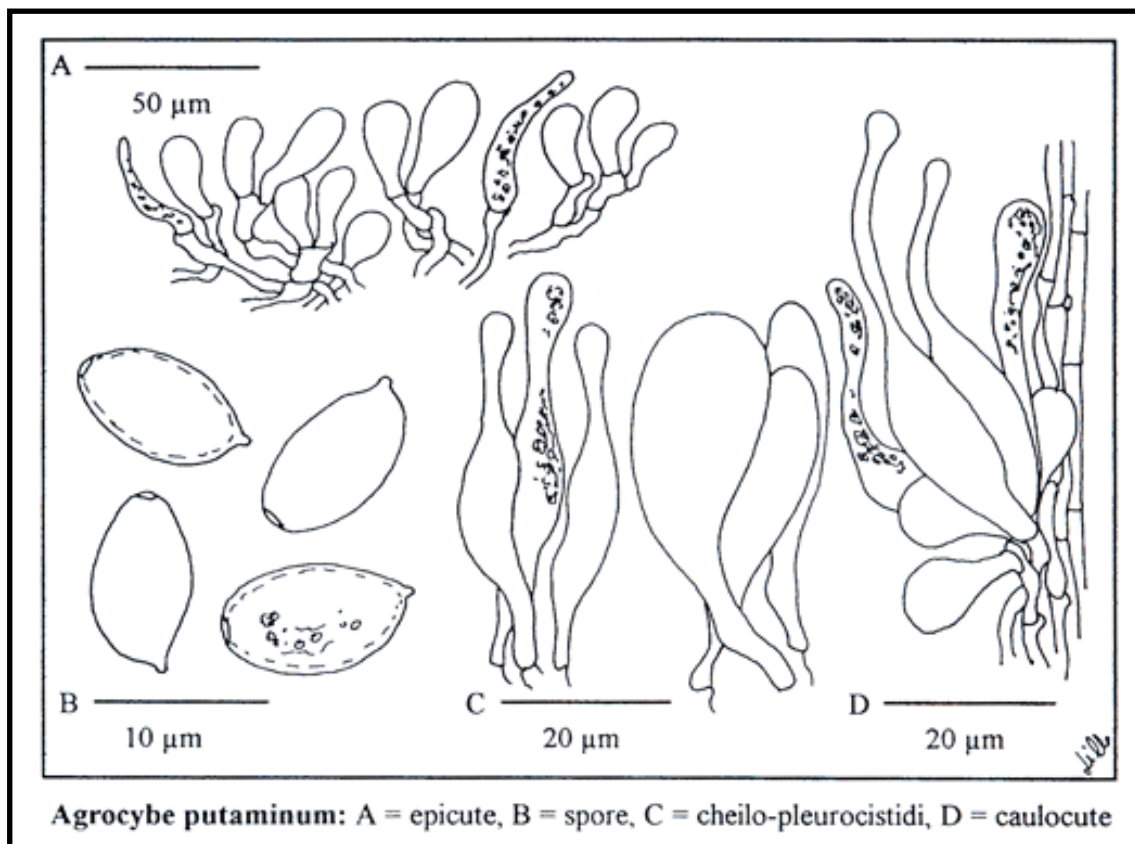 A
50 µm
B
10 µm
C
20 µm
D
20 µm
Agrocybe putaminum: A = epicute, B = spore, C = cheilo-pleurocistidi, D = caulocute